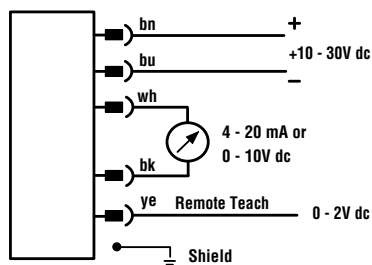 bn
+
+10 - 30V dc
bu
−
wh
4 - 20 mA or
0 - 10V dc
bk
ye
Remote Teach
0 - 2V dc
Shield